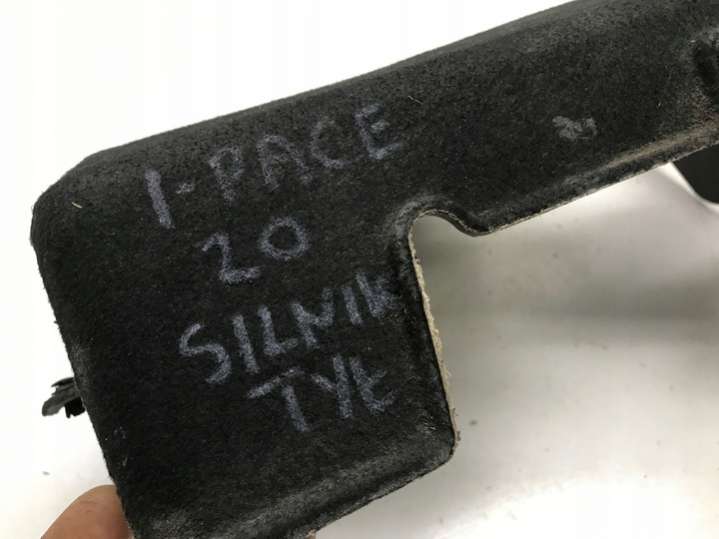 I-PACE
20
SILNIK
TYŁ